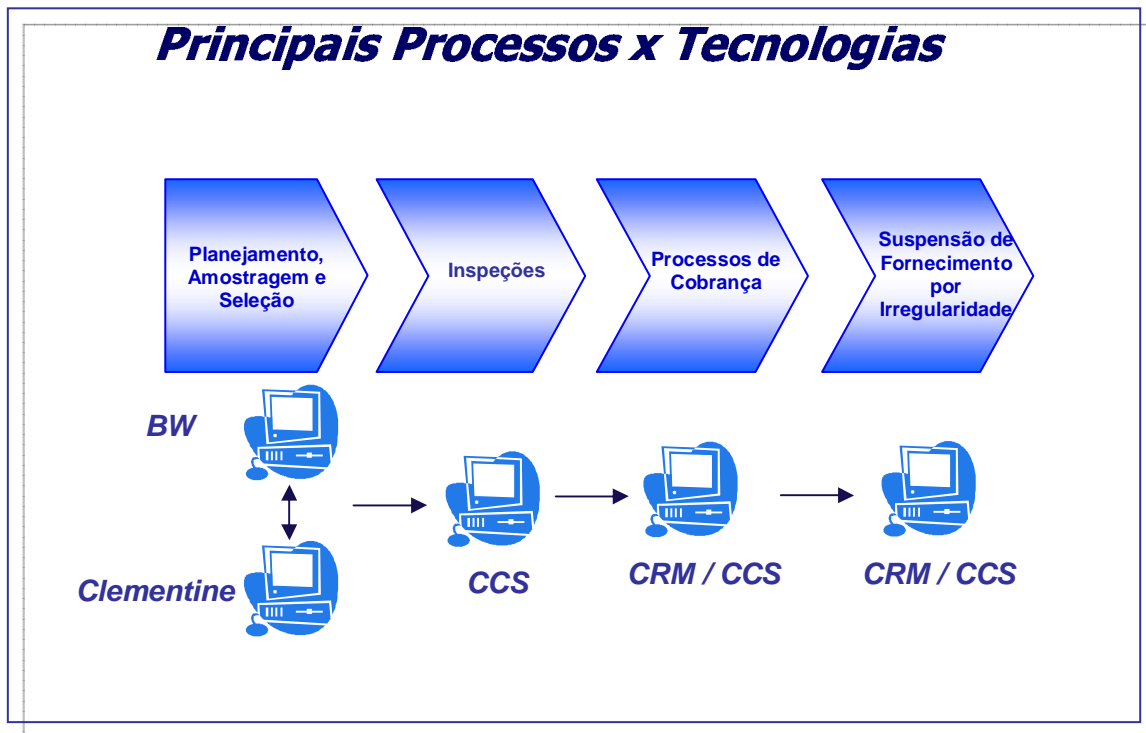 Principais Processos x Tecnologias
Planejamento,
Amostragem e
Seleção
Inspeções
Processos de
Cobrança
Suspensão de
Fornecimento
por
Irregularidade
BW
Clementine
CCS
CRM / CCS
CRM / CCS